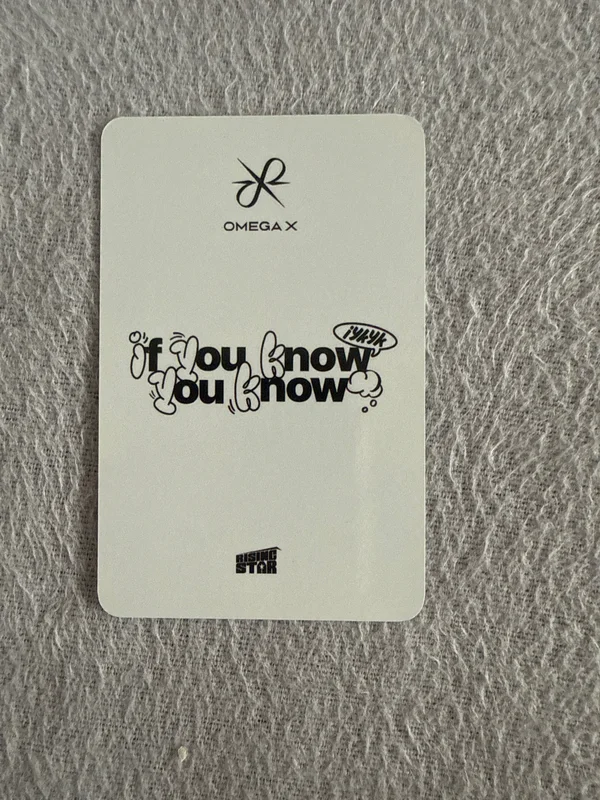 OMEGA X
if you know
iykyk
you know
RISING
STAR